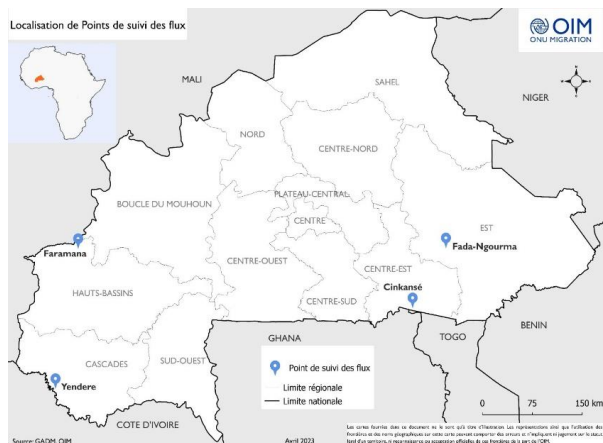 Localisation de Points de suivi des flux
OIM
ONU MIGRATION
MALI
NIGER
SAHEL
NORD
CENTRE-NORD
BOUCLE DU MOUHOUN
PLATEAU-CENTRAL
CENTRE
EST
Faramana
Fada-Ngourma
CENTRE-OUEST
CENTRE-EST
HAUTS-BASSINS
Cinkansé
CENTRE-SUD
GHANA
TOGO
BENIN
CASCADES
SUD-OUEST
Yendere
Point de suivi des flux
Limite régionale
Limite nationale
0 75 150 km
COTE D'IVOIRE
Source: GADM, OIM
Avril 2023